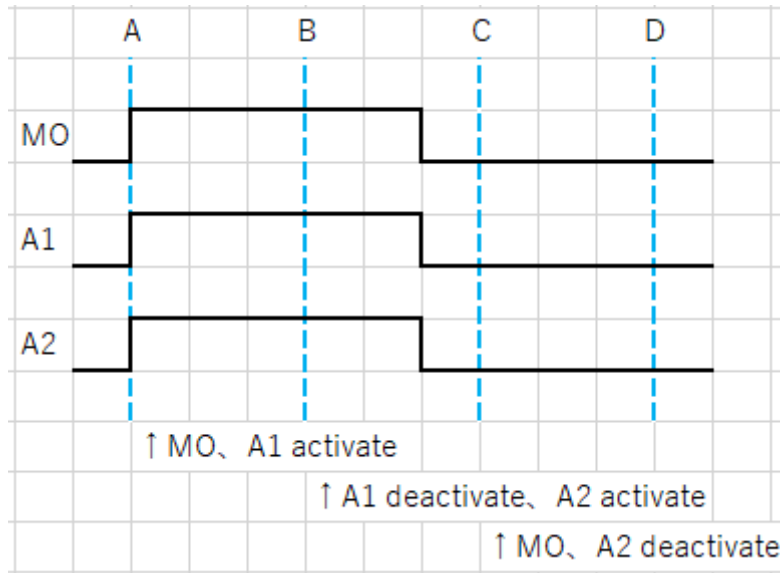 A B C D
MO
A1
A2
↑MO、A1 activate
↑A1 deactivate、A2 activate
↑MO、A2 deactivate